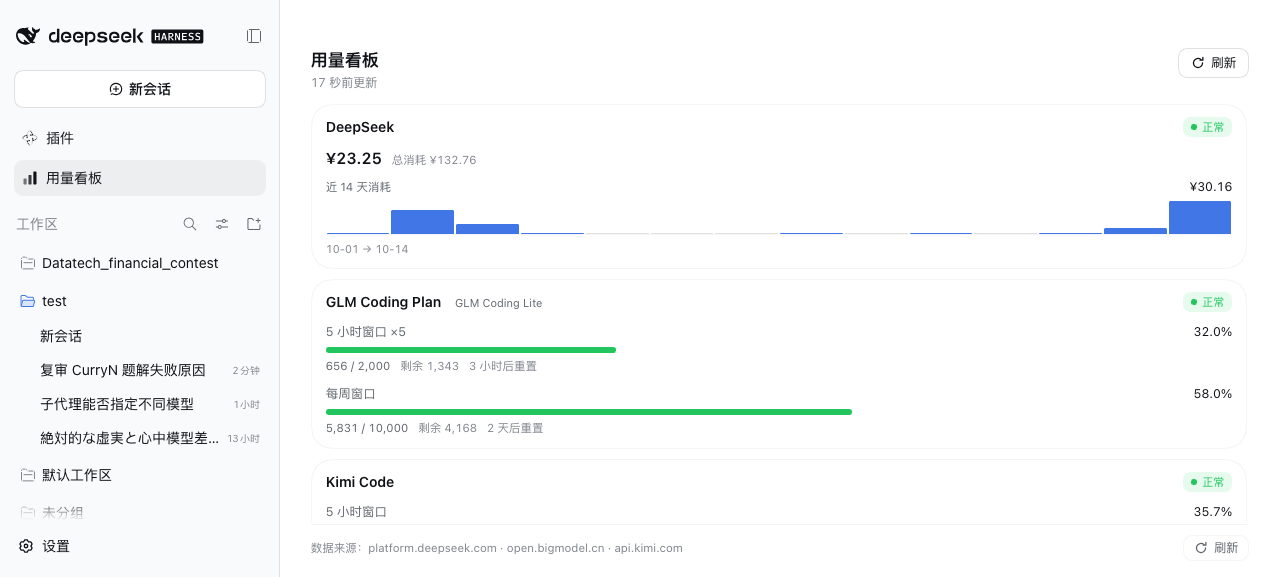 deepseek HARNESS
新会话
插件
用量看板
工作区
Datatech_financial_contest
test
新会话
复审 CurryN 题解失败原因 2分钟
子代理能否指定不同模型 1小时
絶対的な虚実と心中模型差... 13小时
默认工作区
未分组
设置
用量看板
17 秒前更新
刷新
DeepSeek 正常
¥23.25 总消耗 ¥132.76
近 14 天消耗 ¥30.16
10-01 → 10-14
GLM Coding Plan GLM Coding Lite 正常
5 小时窗口 ×5 32.0%
656 / 2,000 剩余 1,343 3 小时后重置
每周窗口 58.0%
5,831 / 10,000 剩余 4,168 2 天后重置
Kimi Code 正常
5 小时窗口 35.7%
数据来源：platform.deepseek.com · open.bigmodel.cn · api.kimi.com
刷新